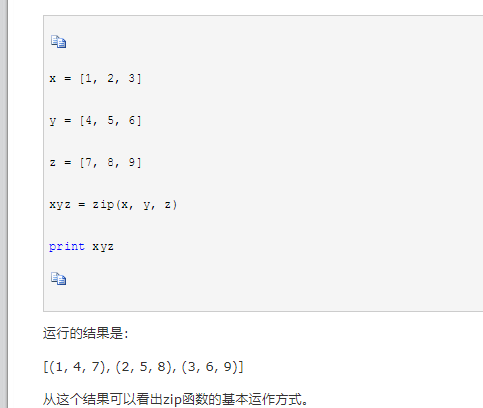 x = [1, 2, 3]
y = [4, 5, 6]
z = [7, 8, 9]
xyz = zip(x, y, z)
print xyz
运行的结果是：
[(1, 4, 7), (2, 5, 8), (3, 6, 9)]
从这个结果可以看出zip函数的基本运作方式。